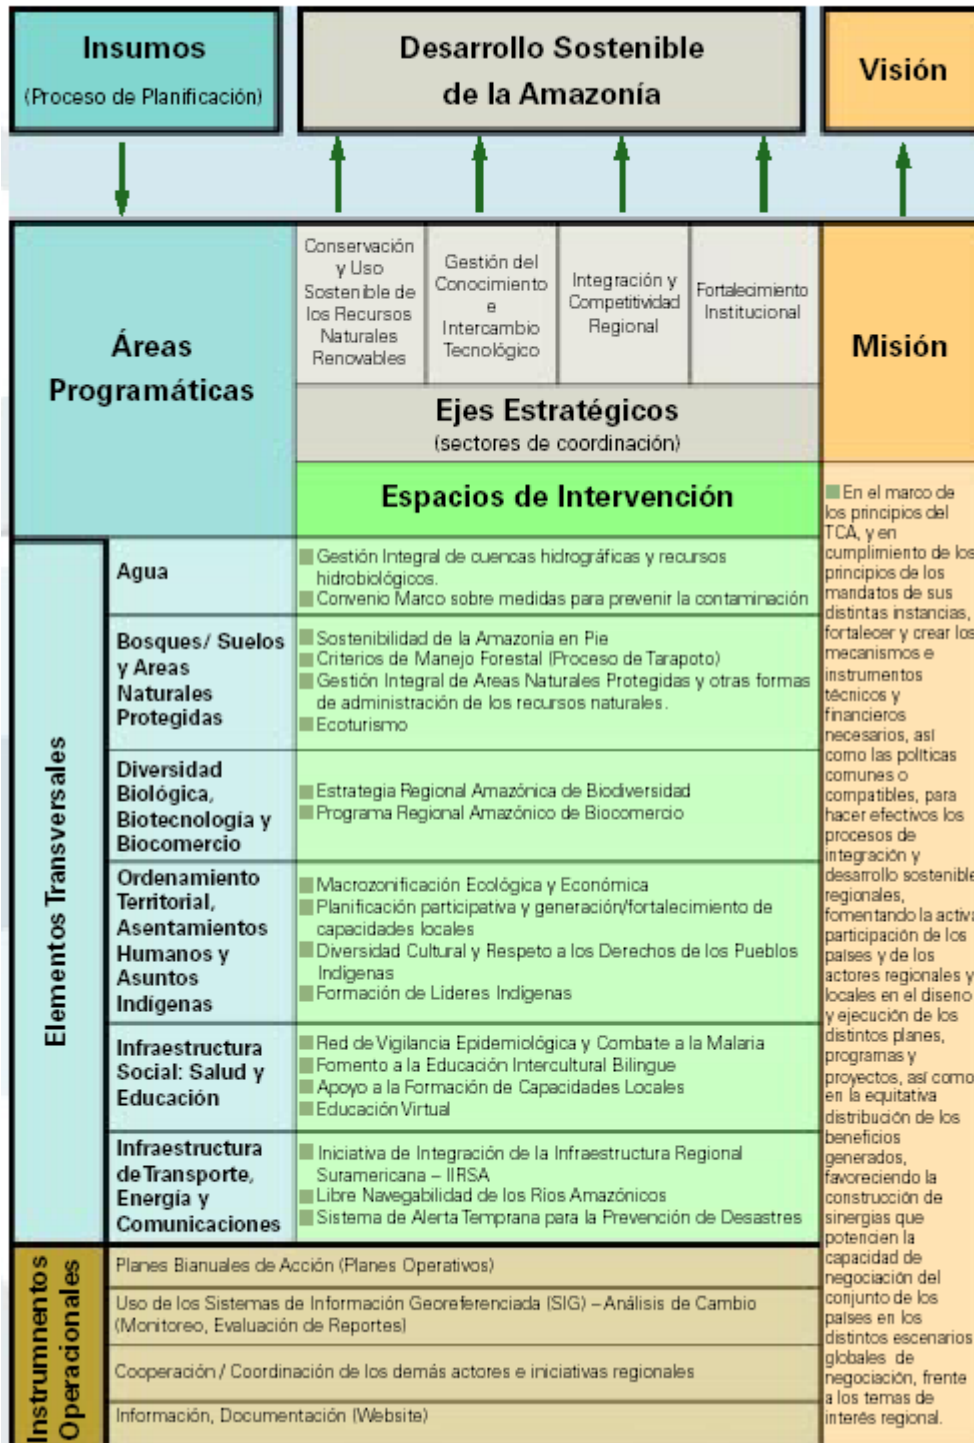 Insumos
(Proceso de Planificación)
Desarrollo Sostenible
de la Amazonía
Visión
Áreas
Programáticas
Conservación
y Uso
Sostenible de
los Recursos
Naturales
Renovables
Gestión del
Conocimiento
e
Intercambio
Tecnológico
Integración y
Competitividad
Regional
Fortalecimiento
Institucional
Ejes Estratégicos
(sectores de coordinación)
Espacios de Intervención
Misión
Elementos Transversales
Agua
Gestión Integral de cuencas hidrográficas y recursos
hidrobiológicos.
Convenio Marco sobre medidas para prevenir la contaminación
Bosques/ Suelos
y Areas
Naturales
Protegidas
Sostenibilidad de la Amazonía en Pie
Criterios de Manejo Forestal (Proceso de Tarapoto)
Gestión Integral de Areas Naturales Protegidas y otras formas
de administración de los recursos naturales.
Ecoturismo
Diversidad
Biológica,
Biotecnología y
Biocomercio
Estrategia Regional Amazónica de Biodiversidad
Programa Regional Amazónico de Biocomercio
Ordenamiento
Territorial,
Asentamientos
Humanos y
Asuntos
Indígenas
Macrozonificación Ecológica y Económica
Planificación participativa y generación/fortalecimiento de
capacidades locales
Diversidad Cultural y Respeto a los Derechos de los Pueblos
Indígenas
Formación de Líderes Indígenas
Infraestructura
Social: Salud y
Educación
Red de Vigilancia Epidemiológica y Combate a la Malaria
Fomento a la Educación Intercultural Bilingue
Apoyo a la Formación de Capacidades Locales
Educación Virtual
Infraestructura
de Transporte,
Energía y
Comunicaciones
Iniciativa de Integración de la Infraestructura Regional
Suramericana – IIRSA
Libre Navegabilidad de los Ríos Amazónicos
Sistema de Alerta Temprana para la Prevención de Desastres
Instrumnentos
Operacionales
Planes Bianuales de Acción (Planes Operativos)
Uso de los Sistemas de Información Georeferenciada (SIG) – Análisis de Cambio
(Monitoreo, Evaluación de Reportes)
Cooperación / Coordinación de los demás actores e iniciativas regionales
Información, Documentación (Website)
En el marco de
los principios del
TCA, y en
cumplimiento de los
principios de los
mandatos de sus
distintas instancias,
fortalecer y crear los
mecanismos e
instrumentos
técnicos y
financieros
necesarios, así
como las políticas
comunes o
compatibles, para
hacer efectivos los
procesos de
integración y
desarrollo sostenible
regionales,
fomentando la activa
participación de los
países y de los
actores regionales y
locales en el diseno
y ejecución de los
distintos planes,
programas y
proyectos, así como
en la equitativa
distribución de los
beneficios
generados,
favoreciendo la
construcción de
sinergias que
potencien la
capacidad de
negociación del
conjunto de los
países en los
distintos escenarios
globales de
negociación, frente
a los temas de
interés regional.